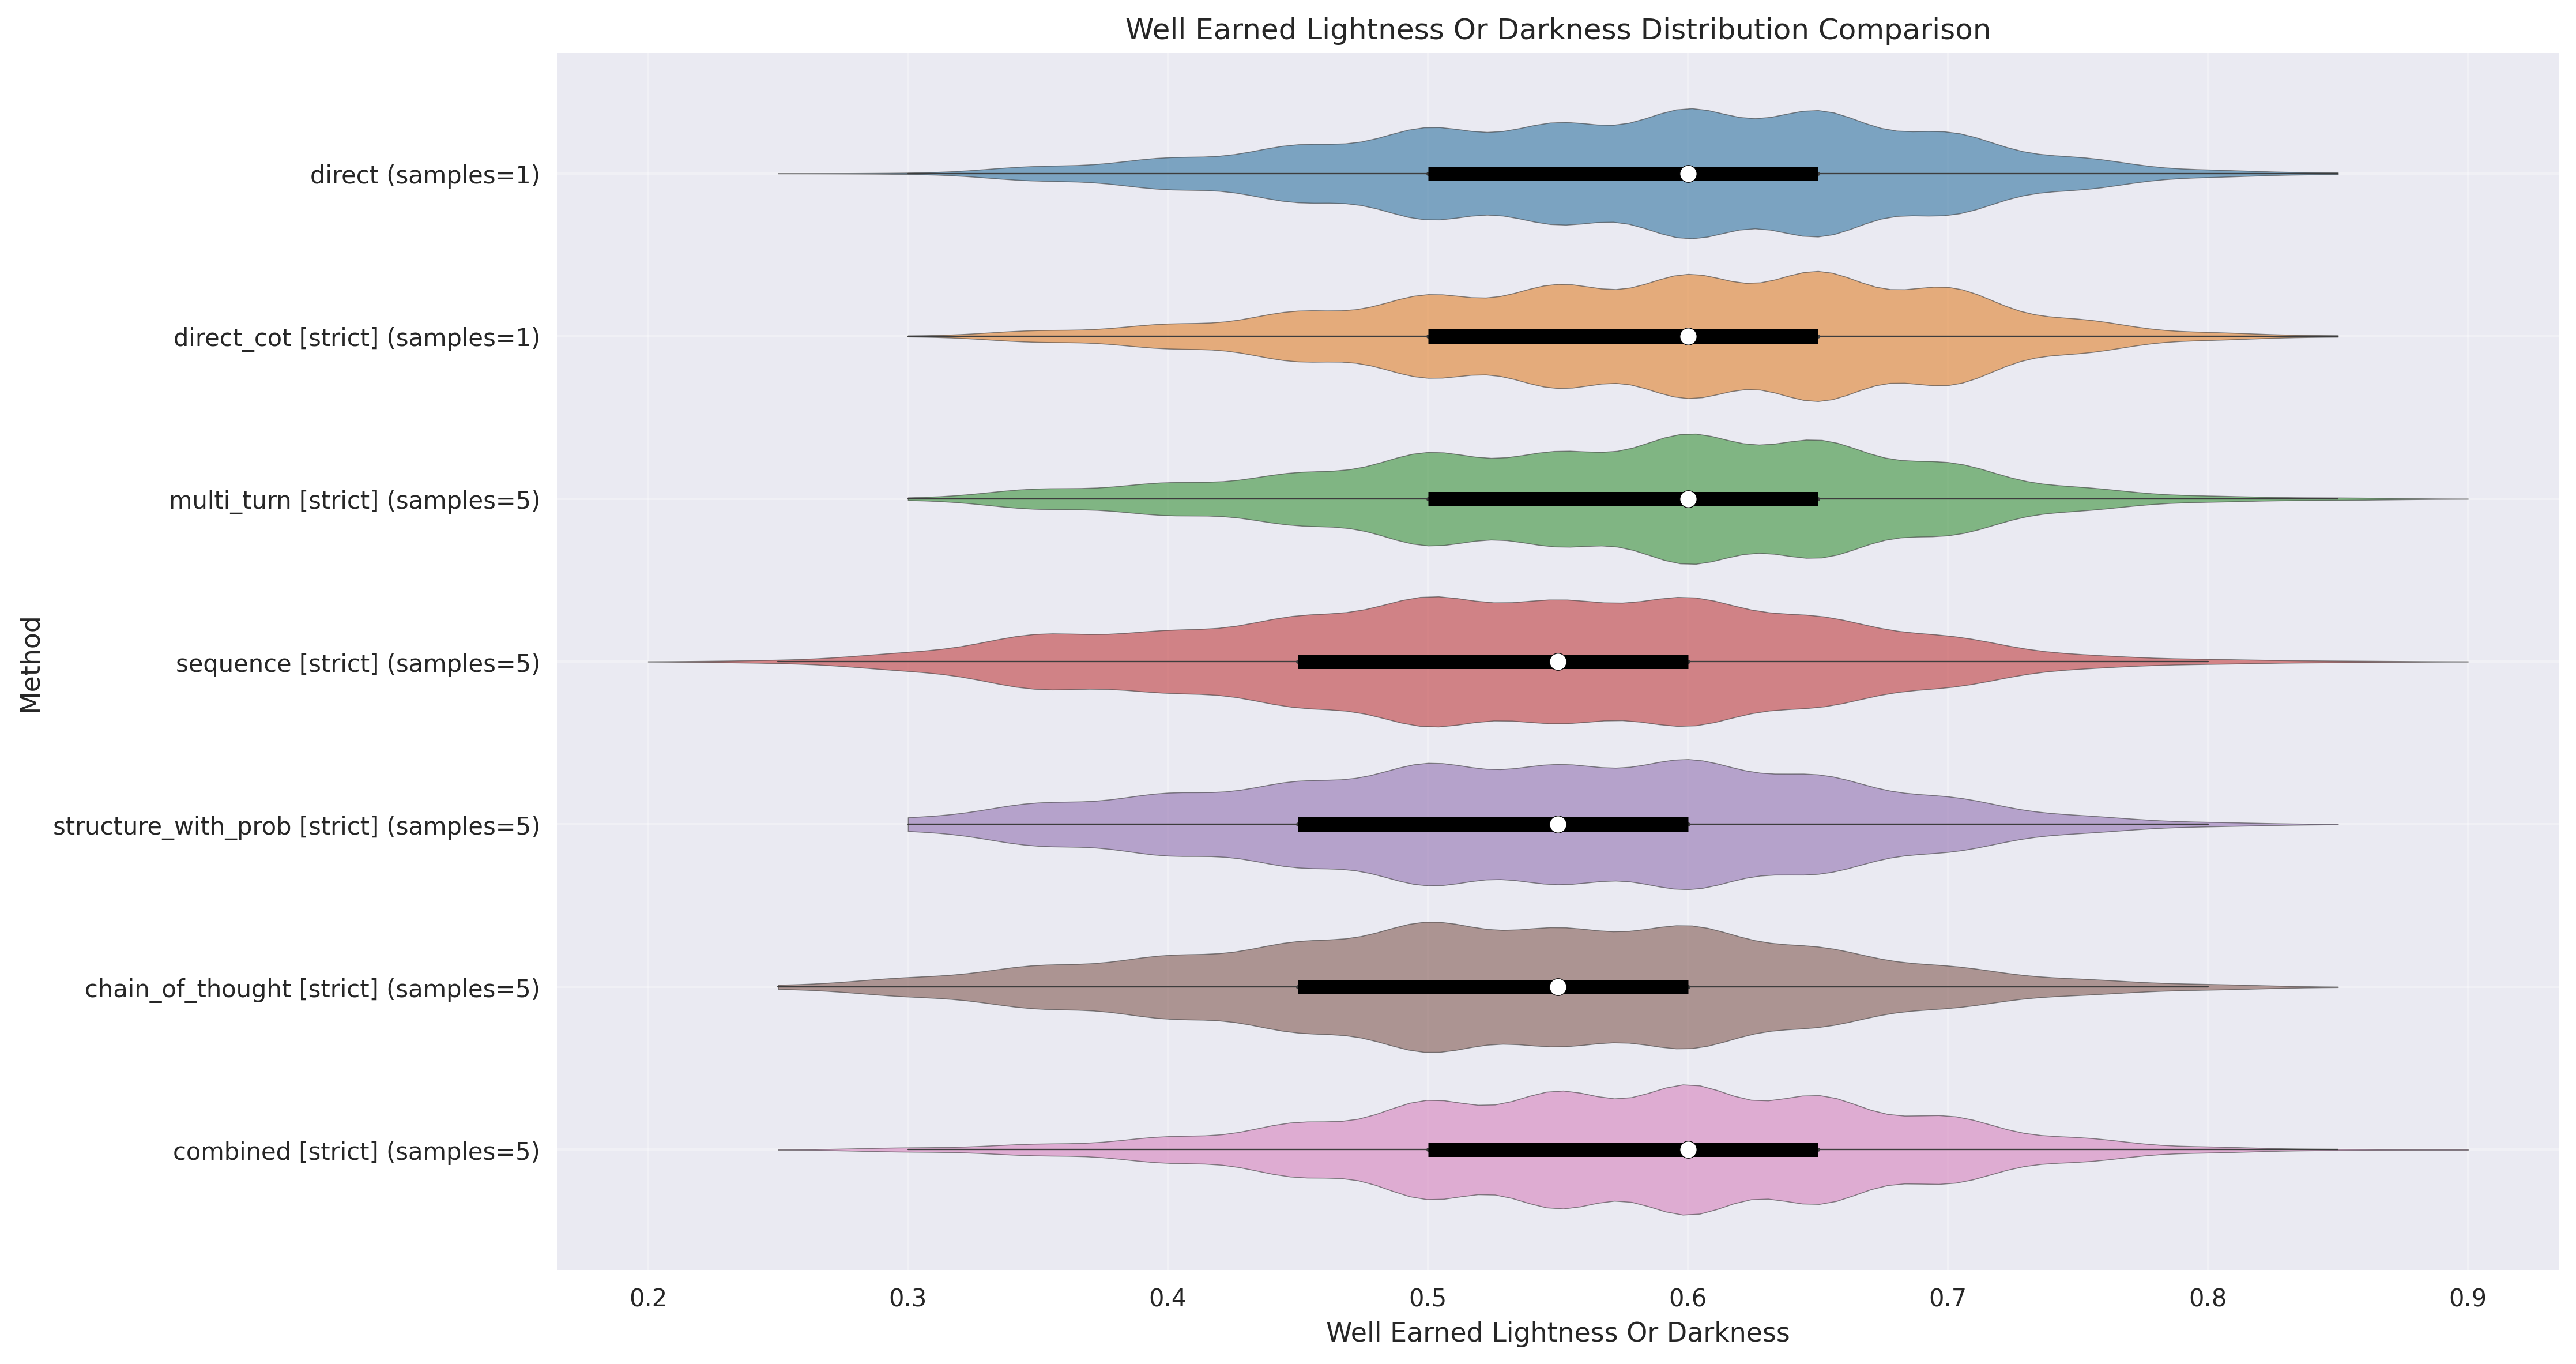 Well Earned Lightness Or Darkness Distribution Comparison
Method
direct (samples=1)
direct_cot [strict] (samples=1)
multi_turn [strict] (samples=5)
sequence [strict] (samples=5)
structure_with_prob [strict] (samples=5)
chain_of_thought [strict] (samples=5)
combined [strict] (samples=5)
0.2 0.3 0.4 0.5 0.6 0.7 0.8 0.9
Well Earned Lightness Or Darkness